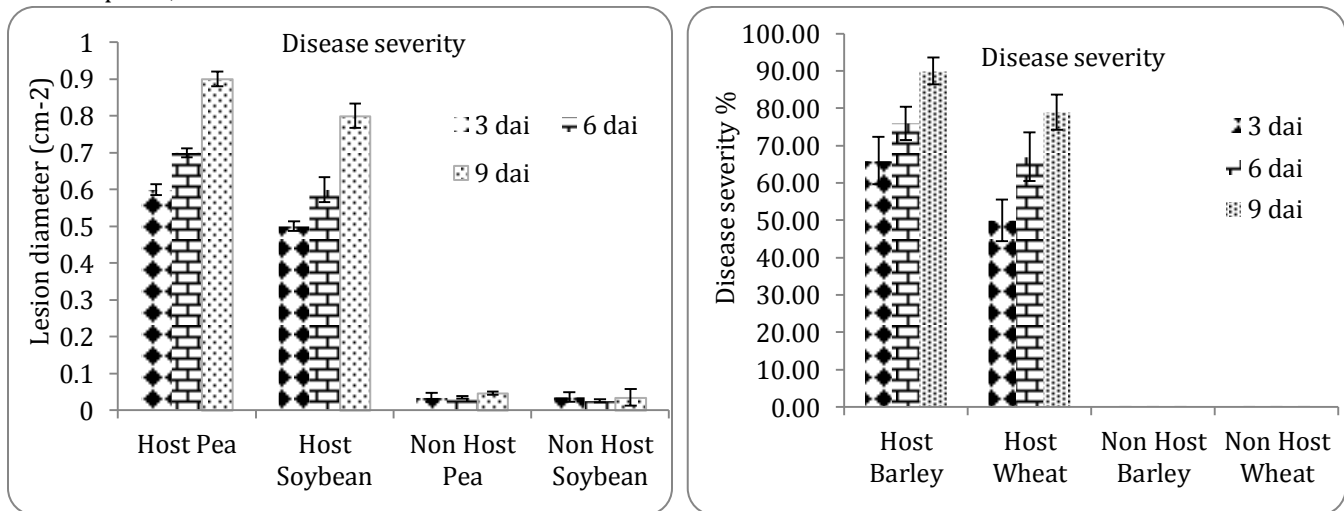 Disease severity
Lesion diameter (cm-2)
1
0.9
0.8
0.7
0.6
0.5
0.4
0.3
0.2
0.1
0
3 dai 6 dai
9 dai
Host Pea
Host Soybean
Non Host Pea
Non Host Soybean
Disease severity
Disease severity %
100.00
90.00
80.00
70.00
60.00
50.00
40.00
30.00
20.00
10.00
0.00
3 dai
6 dai
9 dai
Host Barley
Host Wheat
Non Host Barley
Non Host Wheat